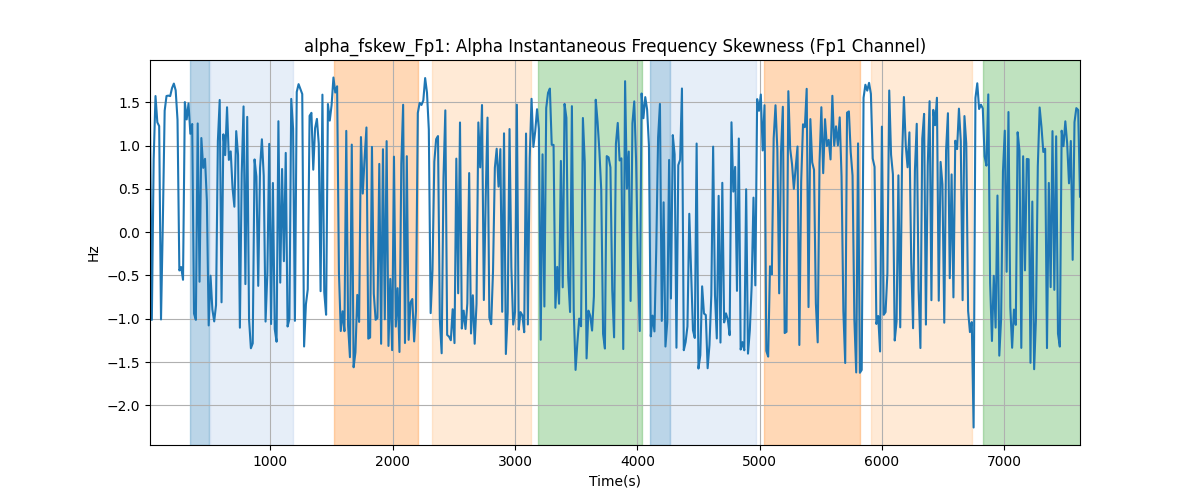 alpha_fskew_Fp1: Alpha Instantaneous Frequency Skewness (Fp1 Channel)
Hz
1.5
1.0
0.5
0.0
−0.5
−1.0
−1.5
−2.0
1000 2000 3000 4000 5000 6000 7000
Time(s)